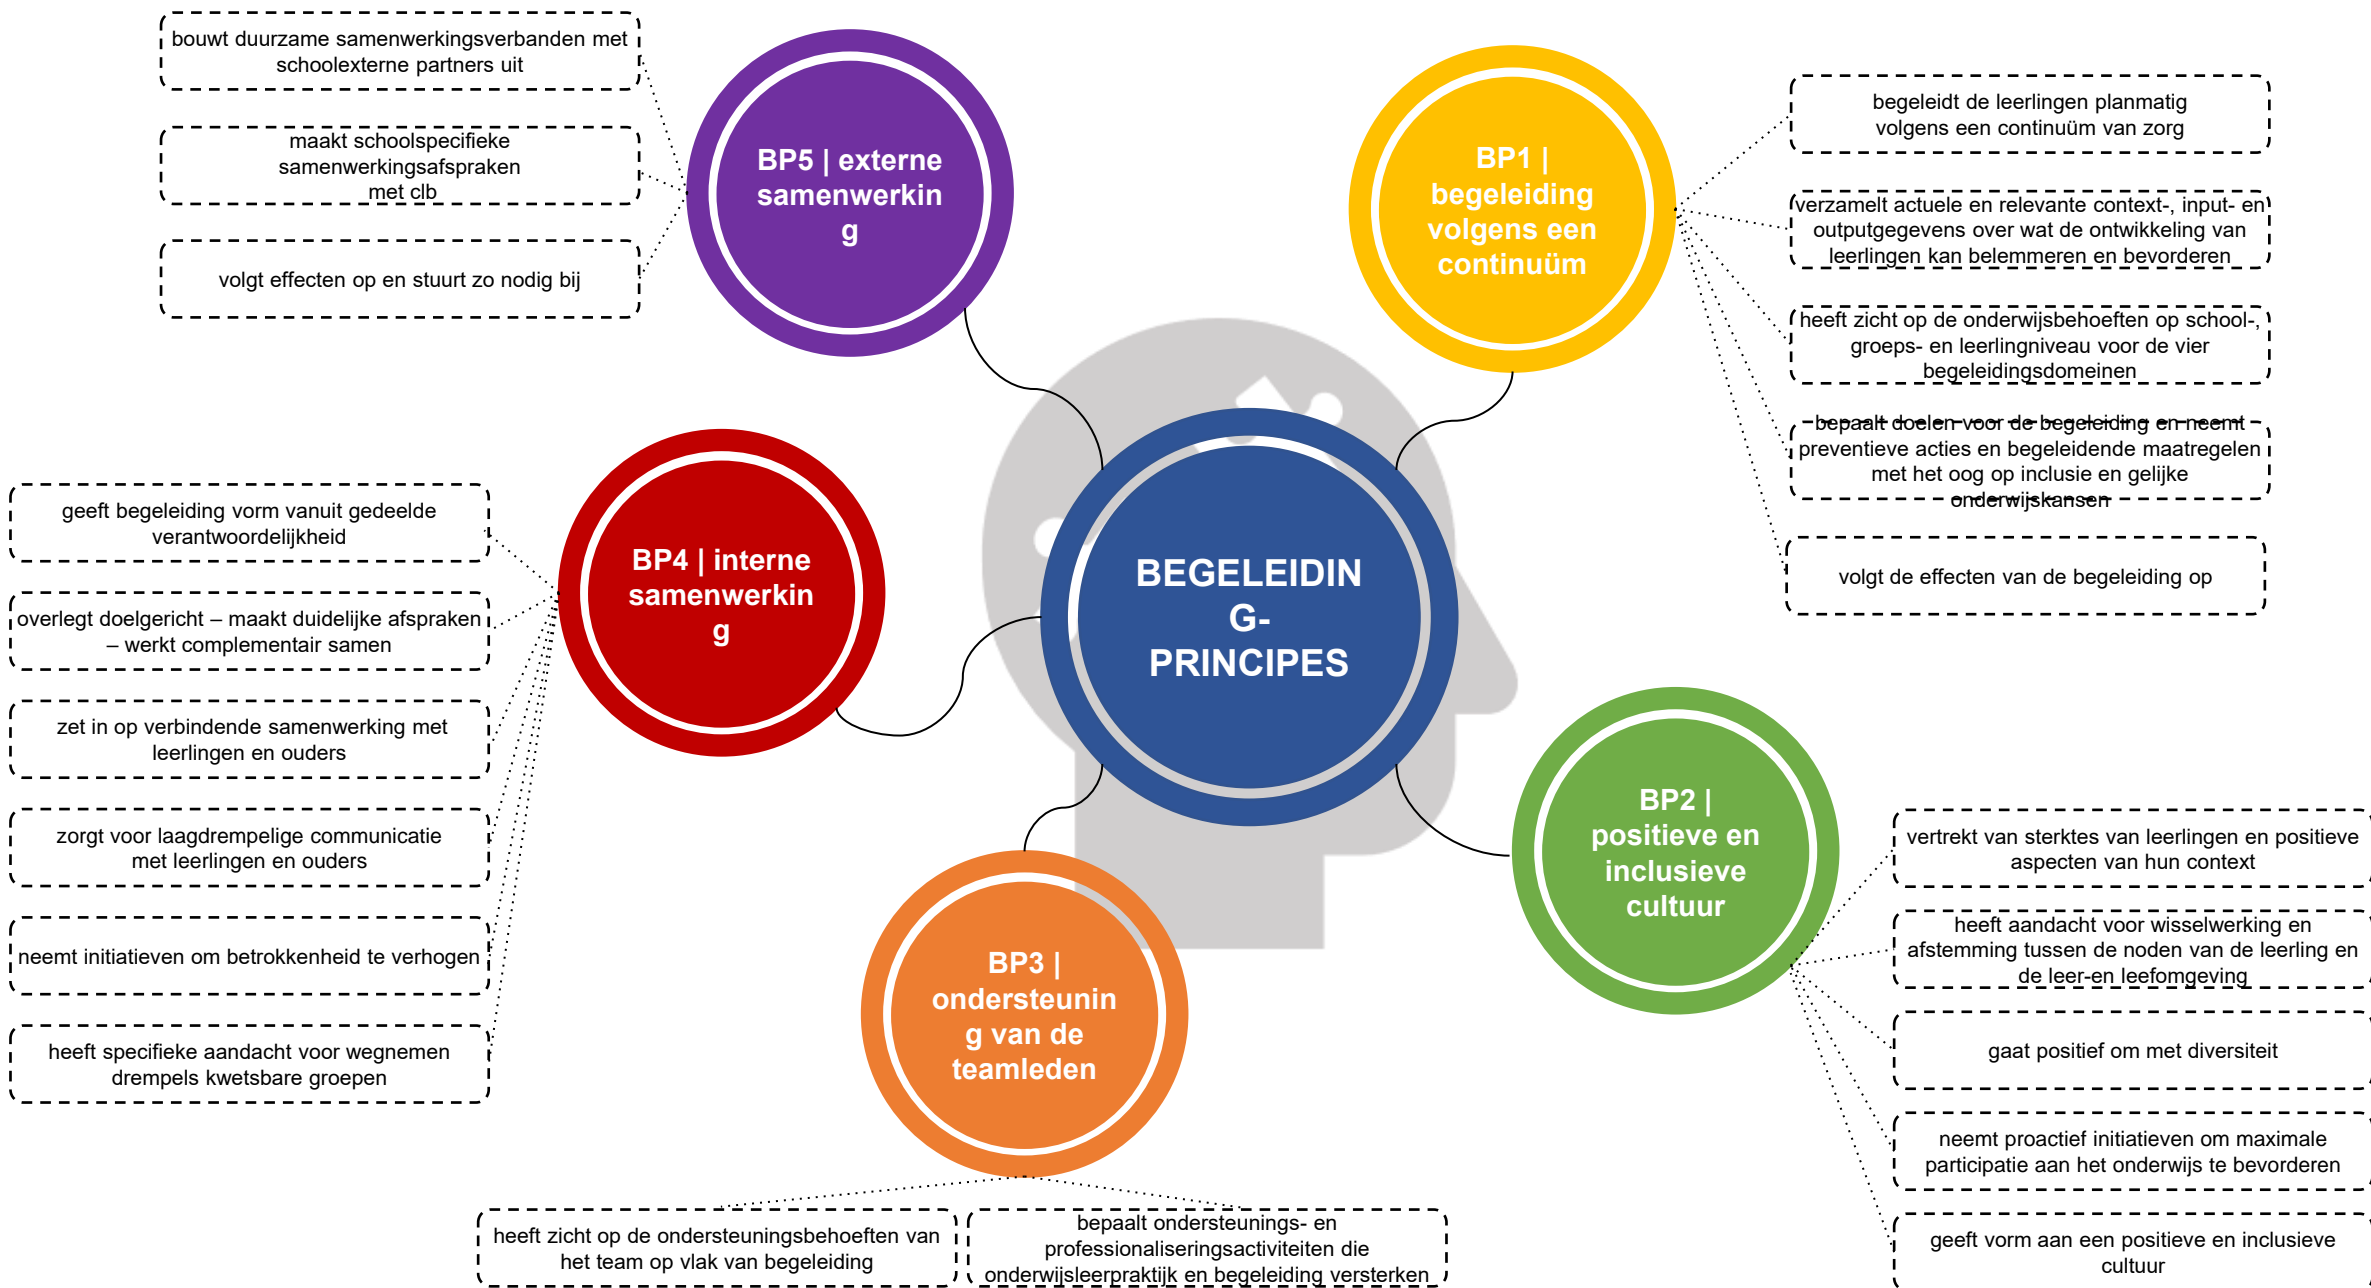 BEGELEIDIN
G-
PRINCIPES
BP1 |
begeleiding
volgens een
continuüm
begeleidt de leerlingen planmatig
volgens een continuüm van zorg
verzamelt actuele en relevante context-, input- en
outputgegevens over wat de ontwikkeling van
leerlingen kan belemmeren en bevorderen
heeft zicht op de onderwijsbehoeften op school-,
groeps- en leerlingniveau voor de vier
begeleidingsdomeinen
bepaalt doelen voor de begeleiding en neemt
preventieve acties en begeleidende maatregelen
met het oog op inclusie en gelijke
onderwijskansen
volgt de effecten van de begeleiding op
BP2 |
positieve en
inclusieve
cultuur
vertrekt van sterktes van leerlingen en positieve
aspecten van hun context
heeft aandacht voor wisselwerking en
afstemming tussen de noden van de leerling en
de leer-en leefomgeving
gaat positief om met diversiteit
neemt proactief initiatieven om maximale
participatie aan het onderwijs te bevorderen
geeft vorm aan een positieve en inclusieve
cultuur
BP3 |
ondersteunin
g van de
teamleden
heeft zicht op de ondersteuningsbehoeften van
het team op vlak van begeleiding
bepaalt ondersteunings- en
professionaliseringsactiviteiten die
onderwijsleerpraktijk en begeleiding versterken
BP4 | interne
samenwerkin
g
geeft begeleiding vorm vanuit gedeelde
verantwoordelijkheid
overlegt doelgericht – maakt duidelijke afspraken
– werkt complementair samen
zet in op verbindende samenwerking met
leerlingen en ouders
zorgt voor laagdrempelige communicatie
met leerlingen en ouders
neemt initiatieven om betrokkenheid te verhogen
heeft specifieke aandacht voor wegnemen
drempels kwetsbare groepen
BP5 | externe
samenwerkin
g
bouwt duurzame samenwerkingsverbanden met
schoolexterne partners uit
maakt schoolspecifieke
samenwerkingsafspraken
met clb
volgt effecten op en stuurt zo nodig bij